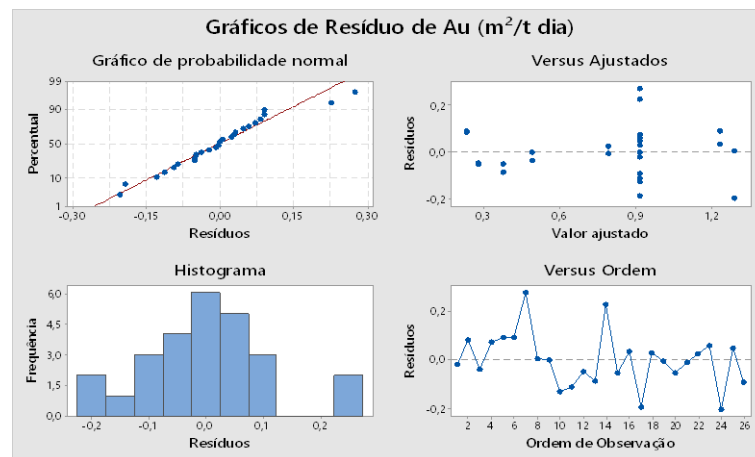 Gráficos de Resíduo de Au (m²/t dia)
Gráfico de probabilidade normal
Percentual
99
90
50
10
1
-0,30 -0,15 0,00 0,15 0,30
Resíduos
Versus Ajustados
Resíduos
0,2
0,0
-0,2
0,3 0,6 0,9 1,2
Valor ajustado
Histograma
Frequência
6,0
4,5
3,0
1,5
0,0
-0,2 -0,1 0,0 0,1 0,2
Resíduos
Versus Ordem
Resíduos
0,2
0,0
-0,2
2 4 6 8 10 12 14 16 18 20 22 24 26
Ordem de Observação